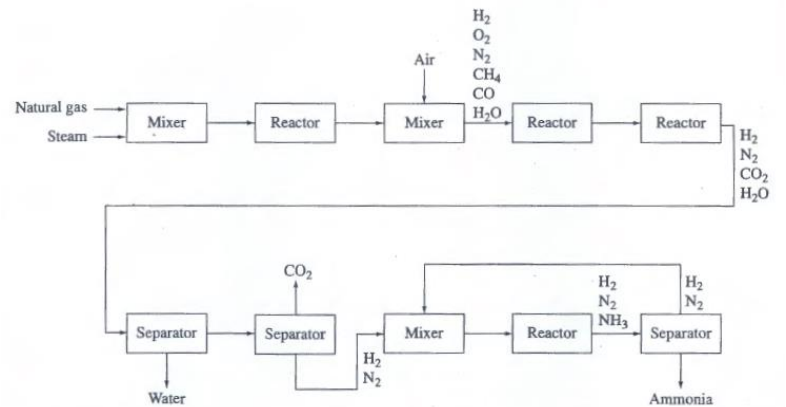 H₂
O₂
N₂
CH₄
CO
H₂O
Air
Natural gas
Steam
Mixer
Reactor
Mixer
Reactor
Reactor
H₂
N₂
CO₂
H₂O
CO₂
Separator
Separator
Mixer
Reactor
Separator
H₂
N₂
NH₃
H₂
N₂
H₂
N₂
Water
Ammonia